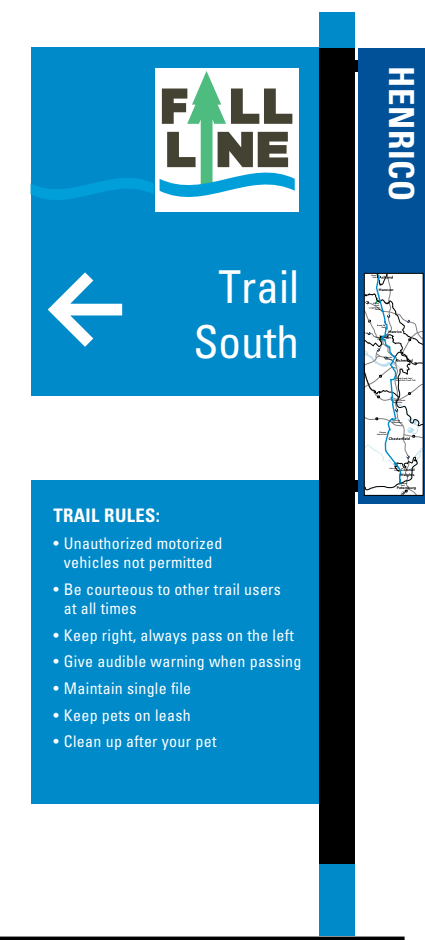 FALL
LINE
Trail
South
HENRICO
Chesterfield
TRAIL RULES:
• Unauthorized motorized
vehicles not permitted
• Be courteous to other trail users
at all times
• Keep right, always pass on the left
• Give audible warning when passing
• Maintain single file
• Keep pets on leash
• Clean up after your pet